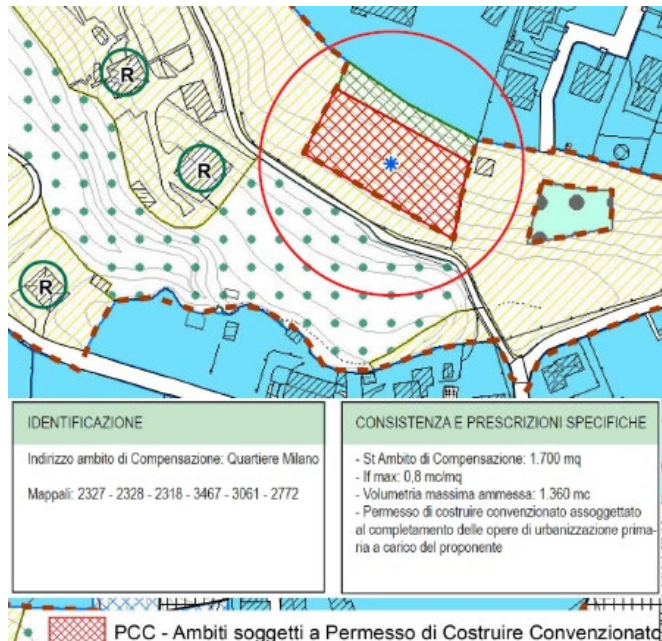 R
R
R
IDENTIFICAZIONE
Indirizzo ambito di Compensazione: Quartiere Milano
Mappali: 2327 - 2328 - 2318 - 3467 - 3061 - 2772
CONSISTENZA E PRESCRIZIONI SPECIFICHE
- St Ambito di Compensazione: 1.700 mq
- If max: 0,8 mc/mq
- Volumetria massima ammessa: 1.360 mc
- Permesso di costruire convenzionato assoggettato
al completamento delle opere di urbanizzazione prima-
ria a carico del proponente
PCC - Ambiti soggetti a Permesso di Costruire Convenzionato